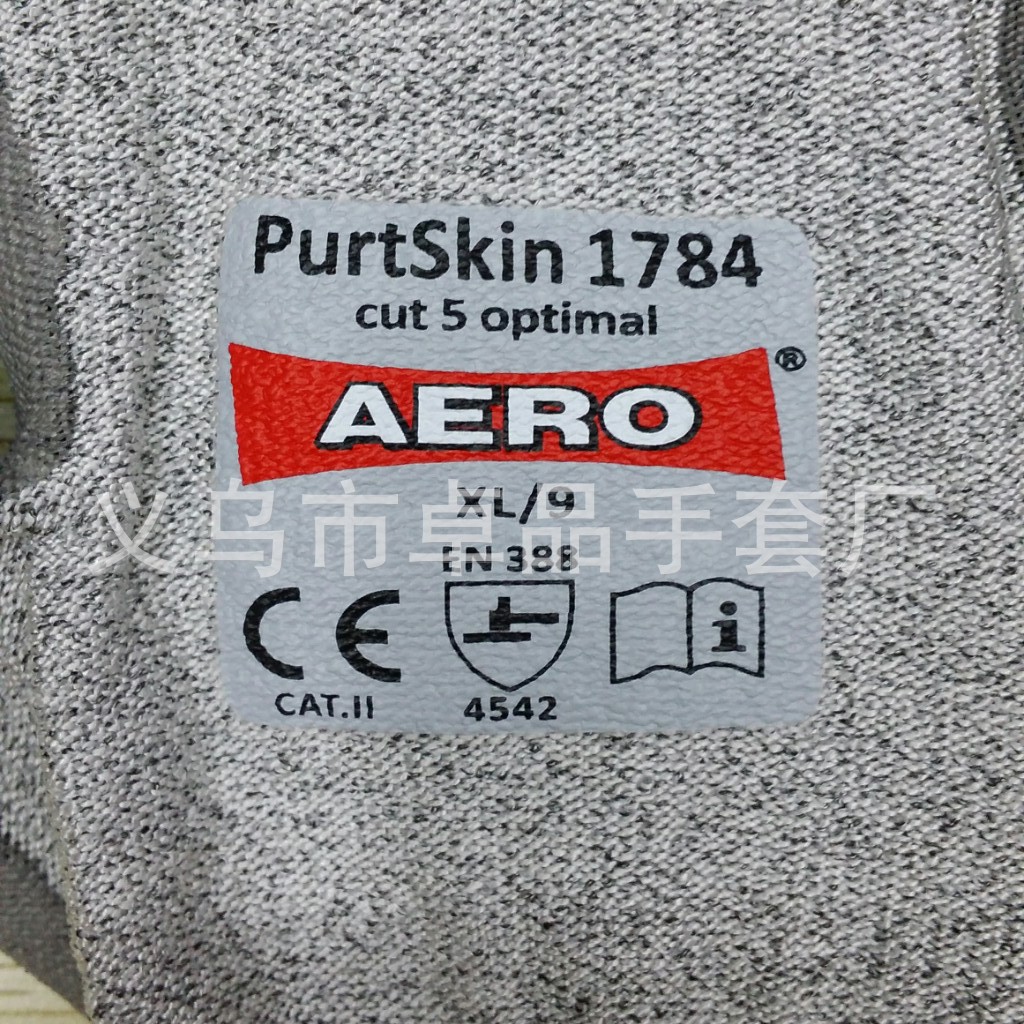 PurtSkin 1784
cut 5 optimal
AERO®
XL/9
义乌市卓品手套厂
EN 388
CE
i
CAT.II
4542